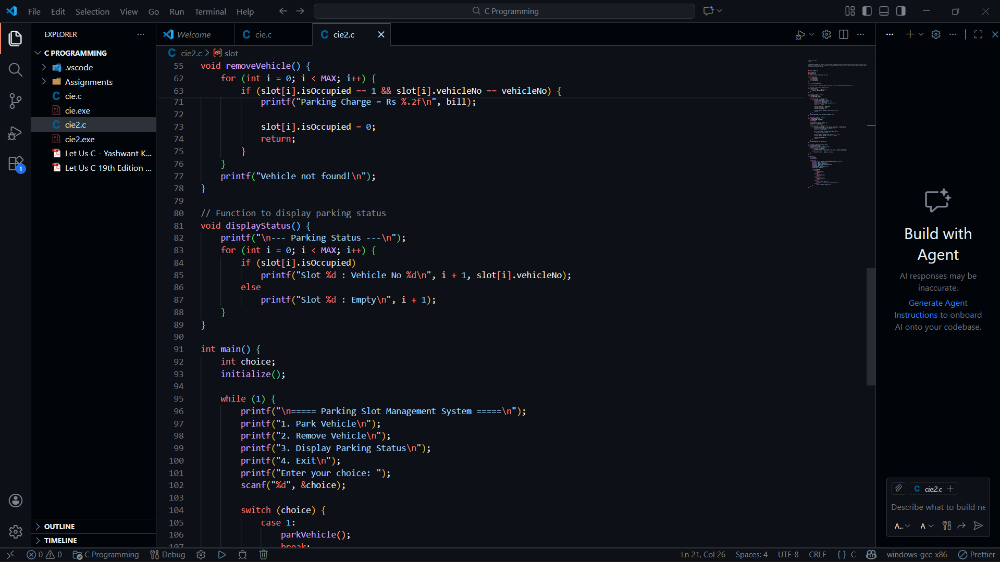 File Edit Selection View Go Run Terminal Help
C Programming
EXPLORER
C PROGRAMMING
.vscode
Assignments
cie.c
cie.exe
cie2.c
cie2.exe
Let Us C - Yashwant K...
Let Us C 19th Edition ...
OUTLINE
TIMELINE
1
Welcome
cie.c
cie2.c
cie2.c > slot
55 void removeVehicle() {
62 for (int i = 0; i < MAX; i++) {
63 if (slot[i].isOccupied == 1 && slot[i].vehicleNo == vehicleNo) {
71 printf("Parking Charge = Rs %.2f\n", bill);
72
73 slot[i].isOccupied = 0;
74 return;
75 }
76 }
77 printf("Vehicle not found!\n");
78 }
79
80 // Function to display parking status
81 void displayStatus() {
82 printf("\n--- Parking Status ---\n");
83 for (int i = 0; i < MAX; i++) {
84 if (slot[i].isOccupied)
85 printf("Slot %d : Vehicle No %d\n", i + 1, slot[i].vehicleNo);
86 else
87 printf("Slot %d : Empty\n", i + 1);
88 }
89 }
90
91 int main() {
92 int choice;
93 initialize();
94
95 while (1) {
96 printf("\n===== Parking Slot Management System =====\n");
97 printf("1. Park Vehicle\n");
98 printf("2. Remove Vehicle\n");
99 printf("3. Display Parking Status\n");
100 printf("4. Exit\n");
101 printf("Enter your choice: ");
102 scanf("%d", &choice);
103
104 switch (choice) {
105 case 1:
106 parkVehicle();
107 break;
Build with
Agent
AI responses may be
inaccurate.
Generate Agent
Instructions to onboard
AI onto your codebase.
cie2.c
Describe what to build ne
A.. A
0 0 C Programming Debug
Ln 21, Col 26 Spaces: 4 UTF-8 CRLF { } C windows-gcc-x86 Prettier